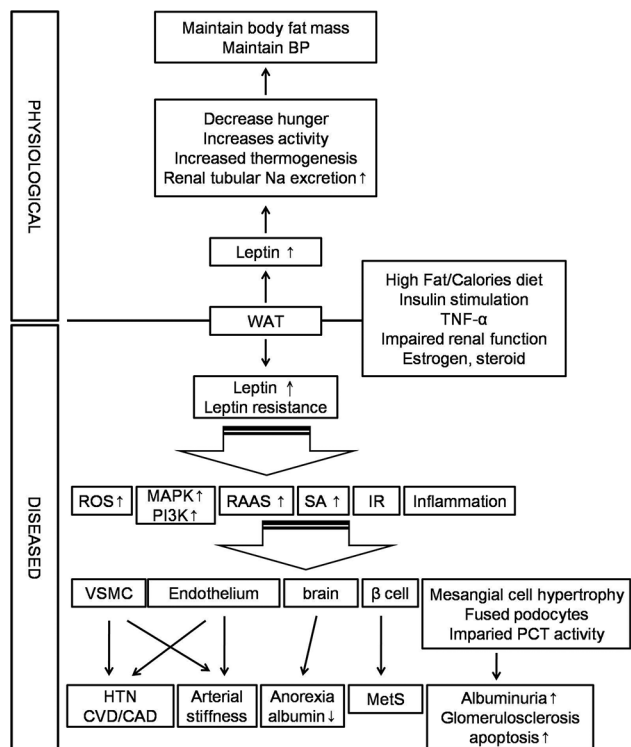 PHYSIOLOGICAL
Maintain body fat mass
Maintain BP
Decrease hunger
Increases activity
Increased thermogenesis
Renal tubular Na excretion↑
Leptin ↑
WAT
High Fat/Calories diet
Insulin stimulation
TNF-α
Impaired renal function
Estrogen, steroid
DISEASED
Leptin ↑
Leptin resistance
ROS↑
MAPK↑
PI3K↑
RAAS ↑
SA ↑
IR
Inflammation
VSMC
Endothelium
brain
β cell
Mesangial cell hypertrophy
Fused podocytes
Imparied PCT activity
HTN
CVD/CAD
Arterial
stiffness
Anorexia
albumin↓
MetS
Albuminuria↑
Glomerulosclerosis
apoptosis↑